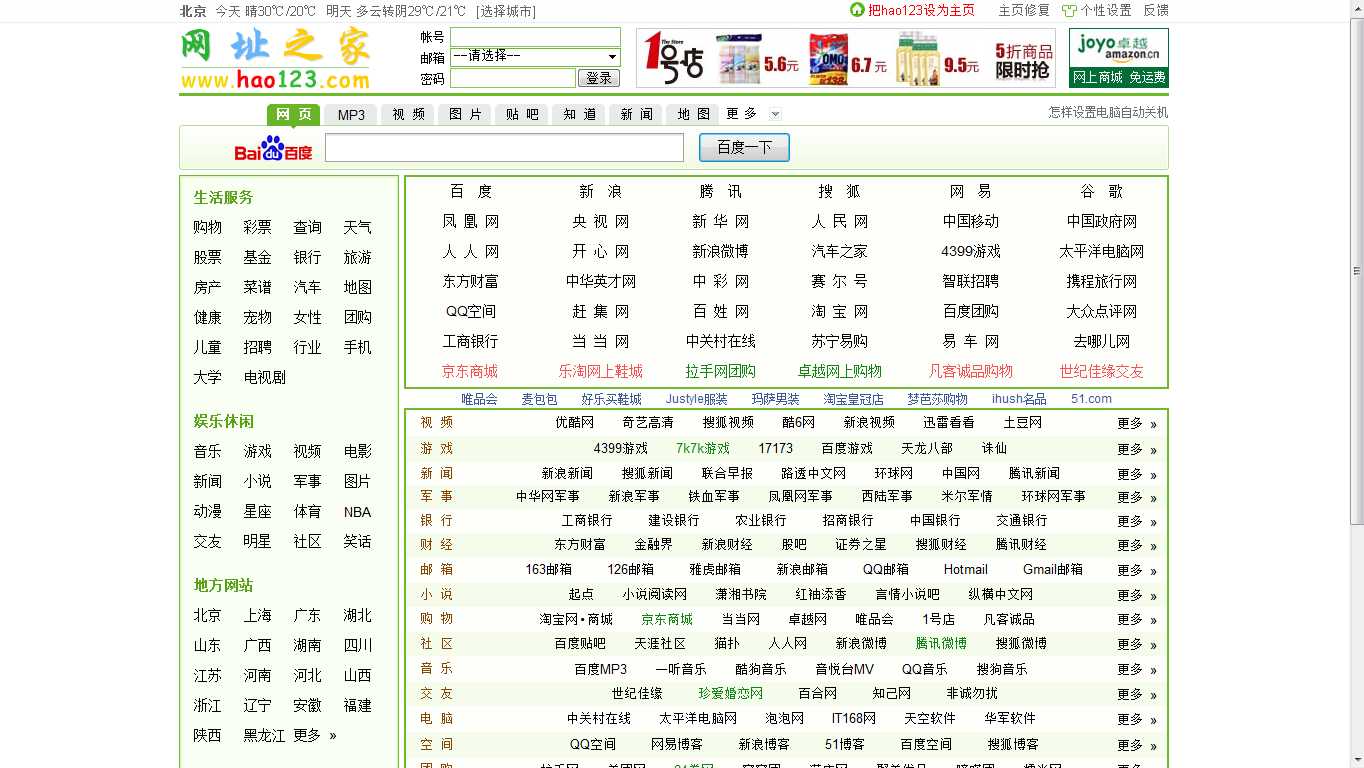 北京 今天 晴30℃/20℃ 明天 多云转阴29℃/21℃ [选择城市] 把hao123设为主页 主页修复 个性设置 反馈
网址之家
www.hao123.com
帐号
邮箱 --请选择--
密码 登录
The Store
1号店 5.6元 OMO 6.7元 9.5元 5折商品 限时抢
joyo卓越
amazon.cn
网上商城 免运费
网 页 MP3 视 频 图 片 贴 吧 知 道 新 闻 地 图 更 多 怎样设置电脑自动关机
Bai du 百度 百度一下
生活服务
购物 彩票 查询 天气
股票 基金 银行 旅游
房产 菜谱 汽车 地图
健康 宠物 女性 团购
儿童 招聘 行业 手机
大学 电视剧
娱乐休闲
音乐 游戏 视频 电影
新闻 小说 军事 图片
动漫 星座 体育 NBA
交友 明星 社区 笑话
地方网站
北京 上海 广东 湖北
山东 广西 湖南 四川
江苏 河南 河北 山西
浙江 辽宁 安徽 福建
陕西 黑龙江 更多 »
百 度 新 浪 腾 讯 搜 狐 网 易 谷 歌
凤 凰 网 央 视 网 新 华 网 人 民 网 中国移动 中国政府网
人 人 网 开 心 网 新浪微博 汽车之家 4399游戏 太平洋电脑网
东方财富 中华英才网 中 彩 网 赛 尔 号 智联招聘 携程旅行网
QQ空间 赶 集 网 百 姓 网 淘 宝 网 百度团购 大众点评网
工商银行 当 当 网 中关村在线 苏宁易购 易 车 网 去哪儿网
京东商城 乐淘网上鞋城 拉手网团购 卓越网上购物 凡客诚品购物 世纪佳缘交友
唯品会 麦包包 好乐买鞋城 Justyle服装 玛萨男装 淘宝皇冠店 梦芭莎购物 ihush名品 51.com
视 频 优酷网 奇艺高清 搜狐视频 酷6网 新浪视频 迅雷看看 土豆网 更多 »
游 戏 4399游戏 7k7k游戏 17173 百度游戏 天龙八部 诛仙 更多 »
新 闻 新浪新闻 搜狐新闻 联合早报 路透中文网 环球网 中国网 腾讯新闻 更多 »
军 事 中华网军事 新浪军事 铁血军事 凤凰网军事 西陆军事 米尔军情 环球网军事 更多 »
银 行 工商银行 建设银行 农业银行 招商银行 中国银行 交通银行 更多 »
财 经 东方财富 金融界 新浪财经 股吧 证券之星 搜狐财经 腾讯财经 更多 »
邮 箱 163邮箱 126邮箱 雅虎邮箱 新浪邮箱 QQ邮箱 Hotmail Gmail邮箱 更多 »
小 说 起点 小说阅读网 潇湘书院 红袖添香 言情小说吧 纵横中文网 更多 »
购 物 淘宝网•商城 京东商城 当当网 卓越网 唯品会 1号店 凡客诚品 更多 »
社 区 百度贴吧 天涯社区 猫扑 人人网 新浪微博 腾讯微博 搜狐微博 更多 »
音 乐 百度MP3 一听音乐 酷狗音乐 音悦台MV QQ音乐 搜狗音乐 更多 »
交 友 世纪佳缘 珍爱婚恋网 百合网 知己网 非诚勿扰 更多 »
电 脑 中关村在线 太平洋电脑网 泡泡网 IT168网 天空软件 华军软件 更多 »
空 间 QQ空间 网易博客 新浪博客 51博客 百度空间 搜狐博客 更多 »